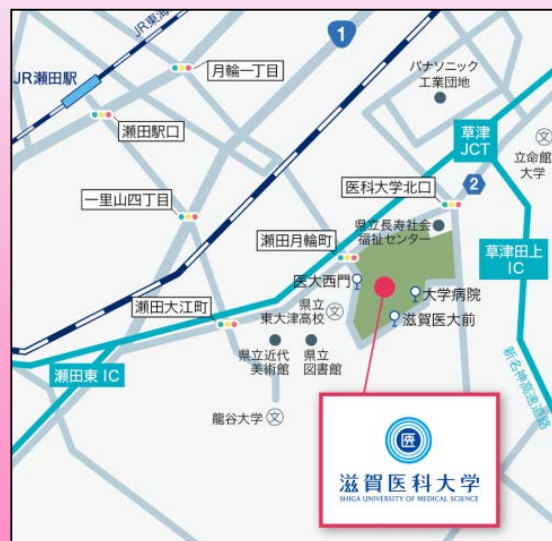 JR東海
1
JR瀬田駅
月輪一丁目
パナソニック
工業団地
瀬田駅口
草津
JCT
立命館
大学
文
一里山四丁目
医科大学北口
2
県立長寿社会
福祉センター
瀬田月輪町
草津田上
IC
医大西門
大学病院
県立
東大津高校
文
瀬田大江町
滋賀医大前
県立近代
美術館
県立
図書館
瀬田東 IC
新名神高速道路
龍谷大学
文
医
滋賀医科大学
SHIGA UNIVERSITY OF MEDICAL SCIENCE